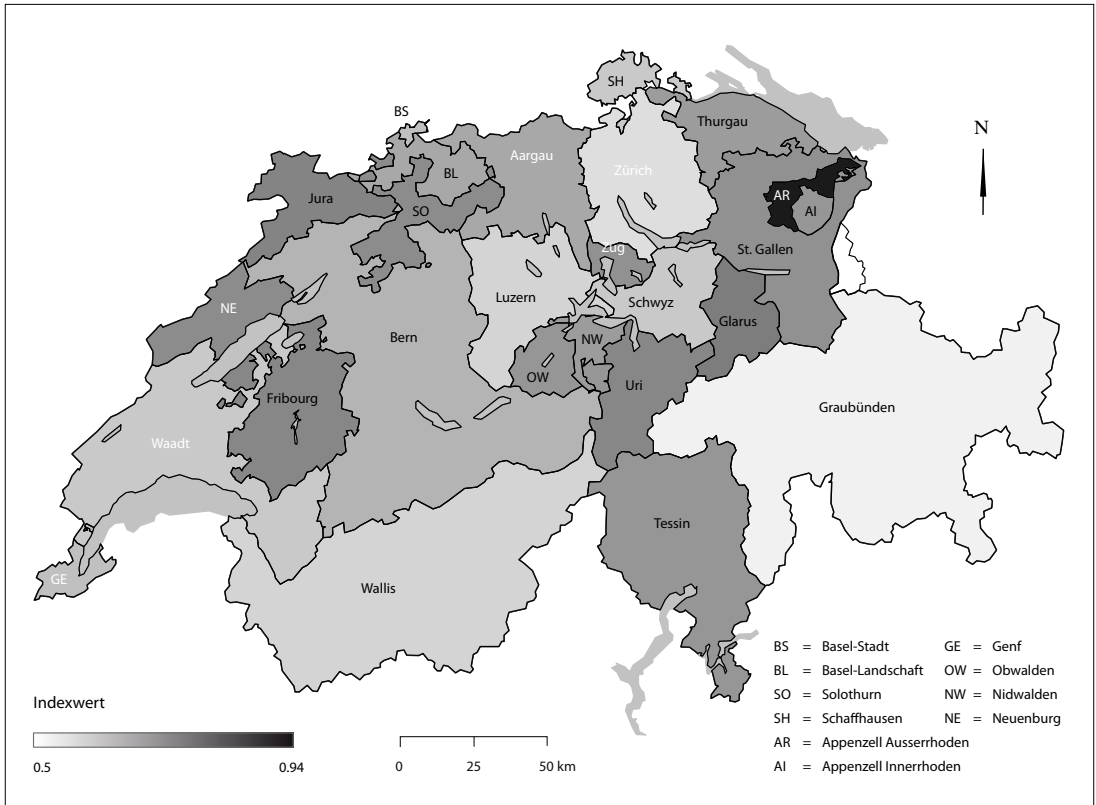 SH
BS
Thurgau
N
Aargau
Zürich
BL
Jura
AR
SO
AI
Zug
St. Gallen
Luzern
Schwyz
NE
Glarus
Bern
NW
OW
Uri
Fribourg
Graubünden
Waadt
Tessin
GE
Wallis
BS = Basel-Stadt GE = Genf
BL = Basel-Landschaft OW = Obwalden
SO = Solothurn NW = Nidwalden
SH = Schaffhausen NE = Neuenburg
AR = Appenzell Ausserrhoden
AI = Appenzell Innerrhoden
Indexwert
0.5 0.94
0 25 50 km